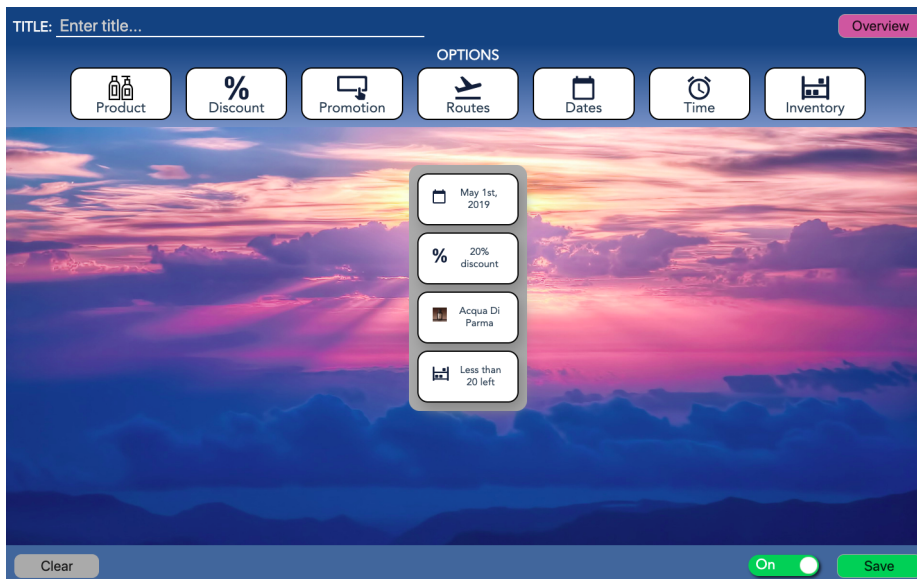 TITLE: Enter title...
Overview
OPTIONS
Product
% Discount
Promotion
Routes
Dates
Time
Inventory
May 1st,
2019
% 20%
discount
Acqua Di
Parma
Less than
20 left
Clear
On
Save